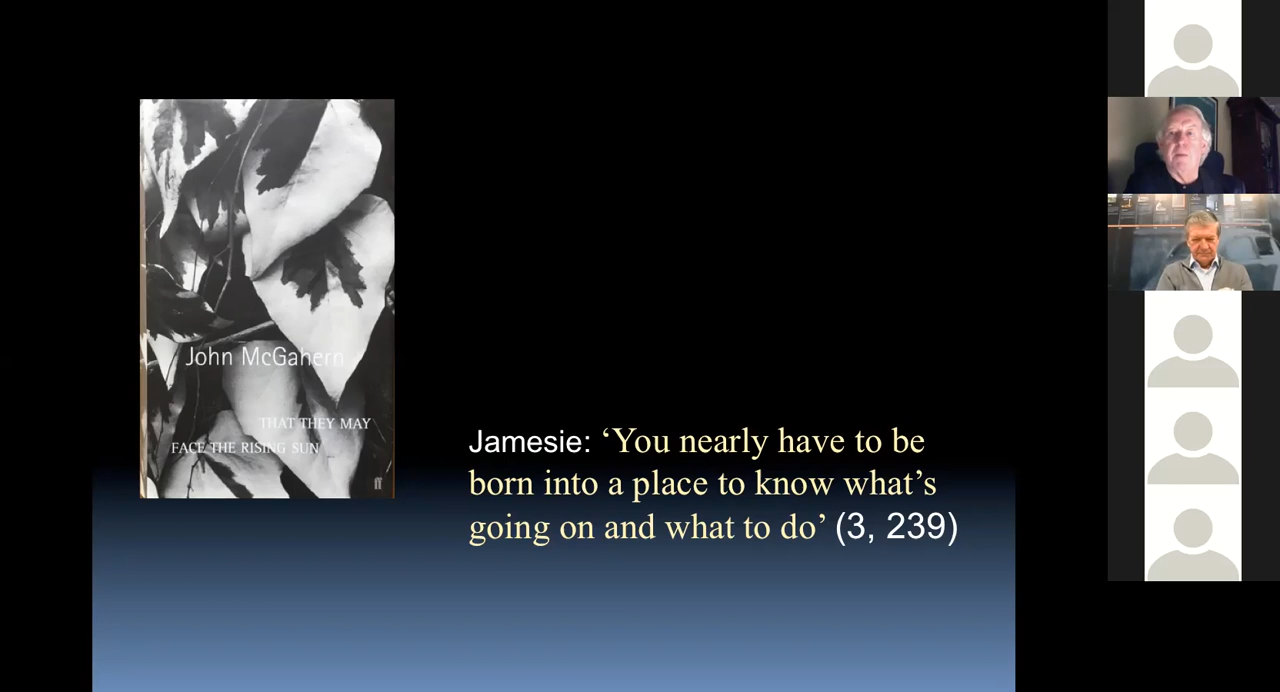 John McGahern
THAT THEY MAY
FACE THE RISING SUN
ff
Jamesie: ‘You nearly have to be
born into a place to know what’s
going on and what to do’ (3, 239)